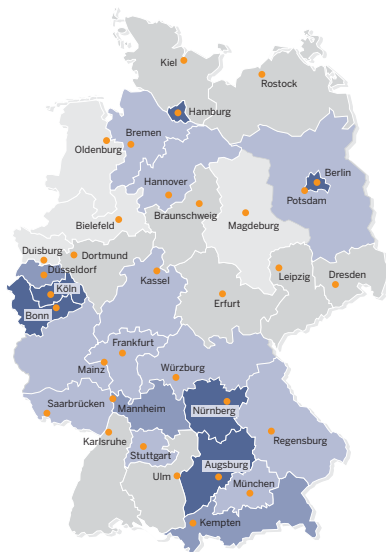 Kiel
Rostock
Hamburg
Bremen
Oldenburg
Hannover
Berlin
Potsdam
Braunschweig
Bielefeld
Magdeburg
Duisburg
Dortmund
Düsseldorf
Kassel
Leipzig
Dresden
Köln
Erfurt
Bonn
Frankfurt
Mainz
Würzburg
Saarbrücken
Mannheim
Nürnberg
Karlsruhe
Regensburg
Stuttgart
Augsburg
Ulm
München
Kempten